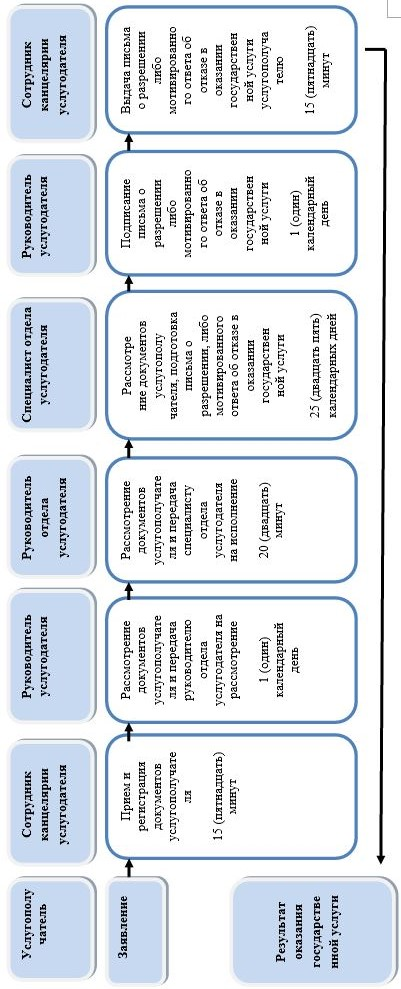 Услугополу
чатель
Сотрудник
канцелярии
услугодателя
Руководитель
услугодателя
Руководитель
отдела
услугодателя
Специалист отдела
услугодателя
Руководитель
услугодателя
Сотрудник
канцелярии
услугодателя
Заявление
Прием и
регистрация
документов
услугополучате
ля
15 (пятнадцать)
минут
Рассмотрение
документов
услугополучате
ля и передача
руководителю
отдела
услугодателя на
рассмотрение
1 (один)
календарный
день
Рассмотрение
документов
услугополучате
ля и передача
специалисту
отдела
услугодателя
на исполнение
20 (двадцать)
минут
Рассмотре
ние документов
услугополу
чателя, подготовка
письма о
разрешении, либо
мотивированного
ответа об отказе в
оказании
государствен
ной услуги
25 (двадцать пять)
календарных дней
Подписание
письма о
разрешении
либо
мотивированно
го ответа об
отказе в
оказании
государствен
ной услуги
1 (один)
календарный
день
Выдача письма
о разрешении
либо
мотивированно
го ответа об
отказе в
оказании
государствен
ной услуги
услугополуча
телю
15 (пятнадцать)
минут
Результат
оказания
государстве
нной услуги